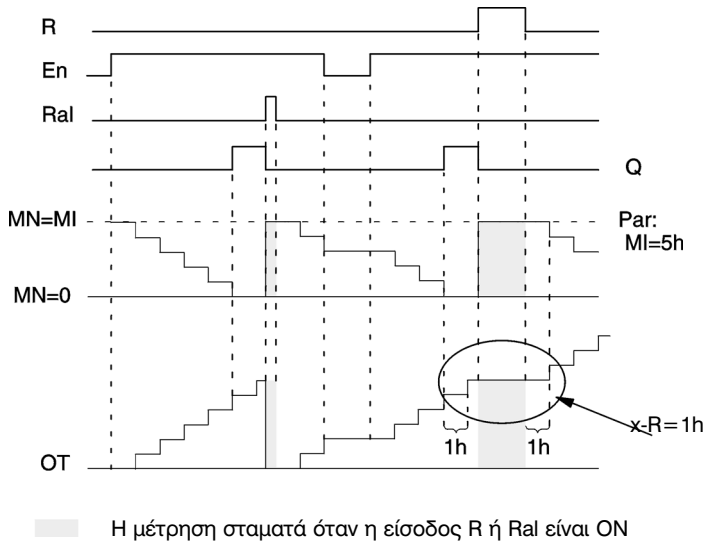 R
En
Ral
Q
MN=MI
Par:
MI=5h
MN=0
x-R=1h
1h
1h
OT
Η μέτρηση σταματά όταν η είσοδος R ή Ral είναι ON